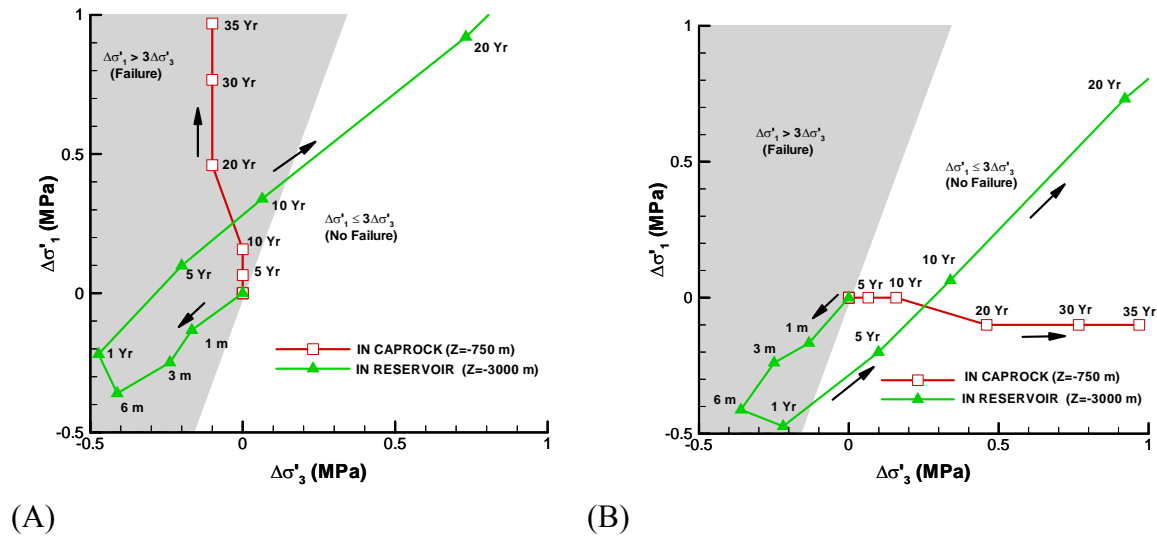 1
35 Yr
Δσ'₁ > 3Δσ'₃
(Failure)
30 Yr
20 Yr
20 Yr
0.5
10 Yr
Δσ'₁ ≤ 3Δσ'₃
(No Failure)
10 Yr
5 Yr
5 Yr
0
1 m
IN CAPROCK (Z=-750 m)
1 Yr
3 m
IN RESERVOIR (Z=-3000 m)
6 m
-0.5
-0.5 0 0.5 1
Δσ'₁ (MPa)
Δσ'₃ (MPa)
(A)
1
20 Yr
Δσ'₁ > 3Δσ'₃
(Failure)
0.5
Δσ'₁ ≤ 3Δσ'₃
(No Failure)
10 Yr
5 Yr 10 Yr
0
20 Yr 30 Yr 35 Yr
1 m
5 Yr
3 m
IN CAPROCK (Z=-750 m)
6 m
1 Yr
IN RESERVOIR (Z=-3000 m)
-0.5
-0.5 0 0.5 1
Δσ'₁ (MPa)
Δσ'₃ (MPa)
(B)